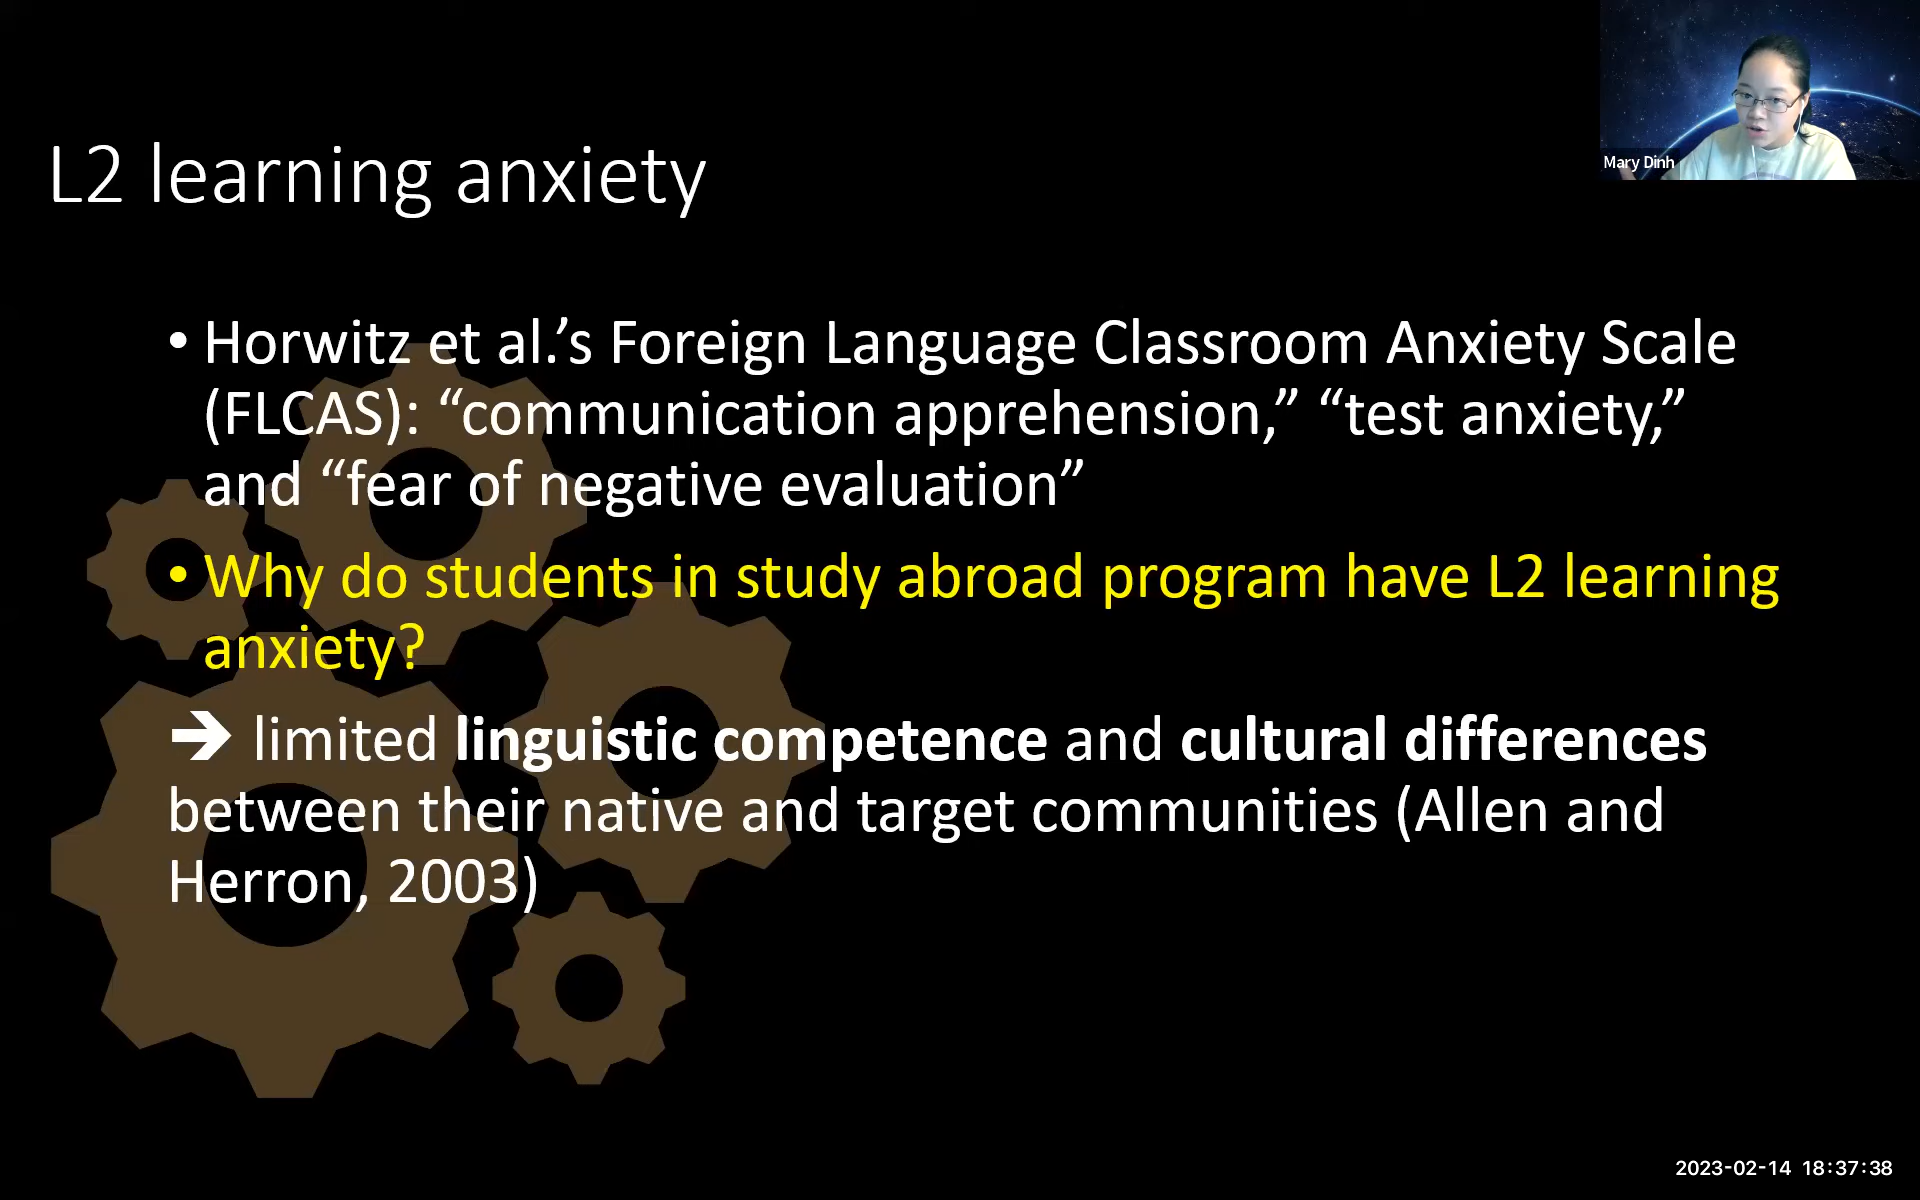 L2 learning anxiety
Mary Dinh
• Horwitz et al.’s Foreign Language Classroom Anxiety Scale
(FLCAS): “communication apprehension,” “test anxiety,”
and “fear of negative evaluation”
• Why do students in study abroad program have L2 learning
anxiety?
➔ limited linguistic competence and cultural differences
between their native and target communities (Allen and
Herron, 2003)
2023-02-14 18:37:38